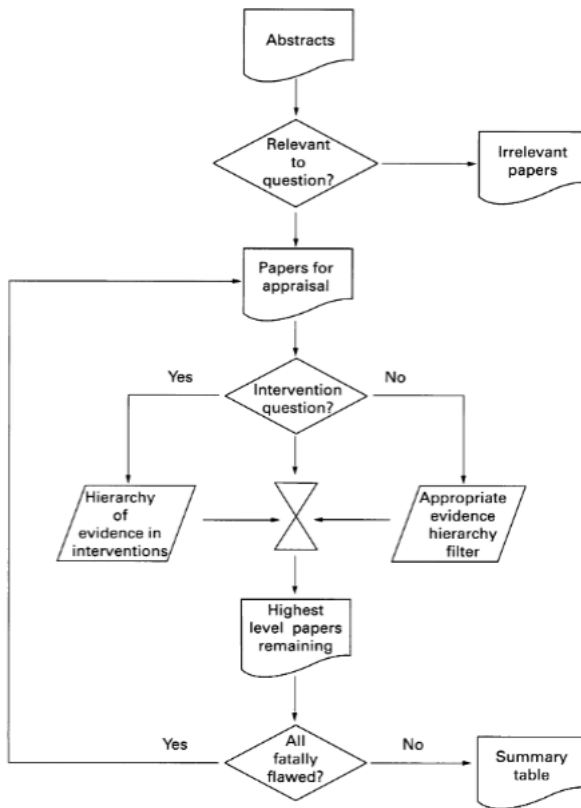 Abstracts
Relevant
to
question?
Irrelevant
papers
Papers for
appraisal
Yes
Intervention
question?
No
Hierarchy
of
evidence in
interventions
Appropriate
evidence
hierarchy
filter
Highest
level papers
remaining
Yes
All
fatally
flawed?
No
Summary
table